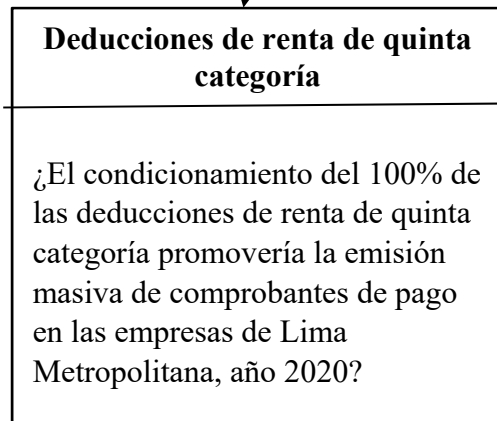 Deducciones de renta de quinta
categoría
¿El condicionamiento del 100% de
las deducciones de renta de quinta
categoría promovería la emisión
masiva de comprobantes de pago
en las empresas de Lima
Metropolitana, año 2020?